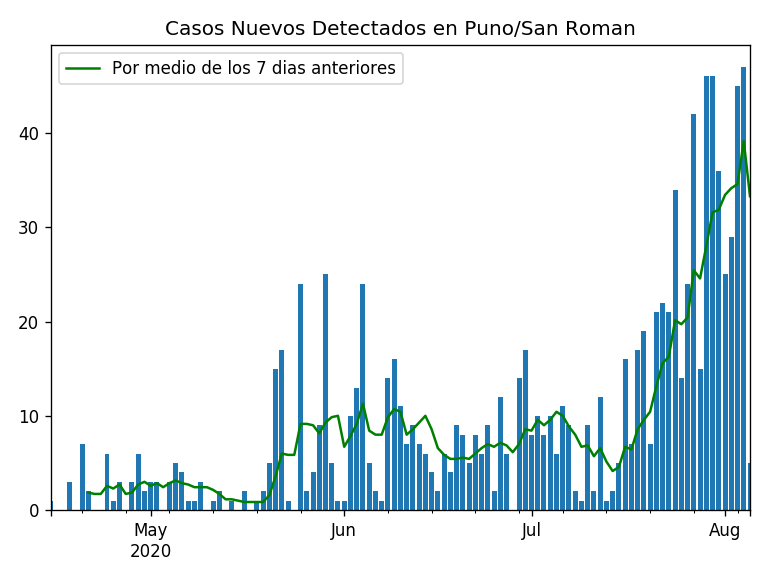 Casos Nuevos Detectados en Puno/San Roman
Por medio de los 7 dias anteriores
40
30
20
10
0
May
2020
Jun
Jul
Aug